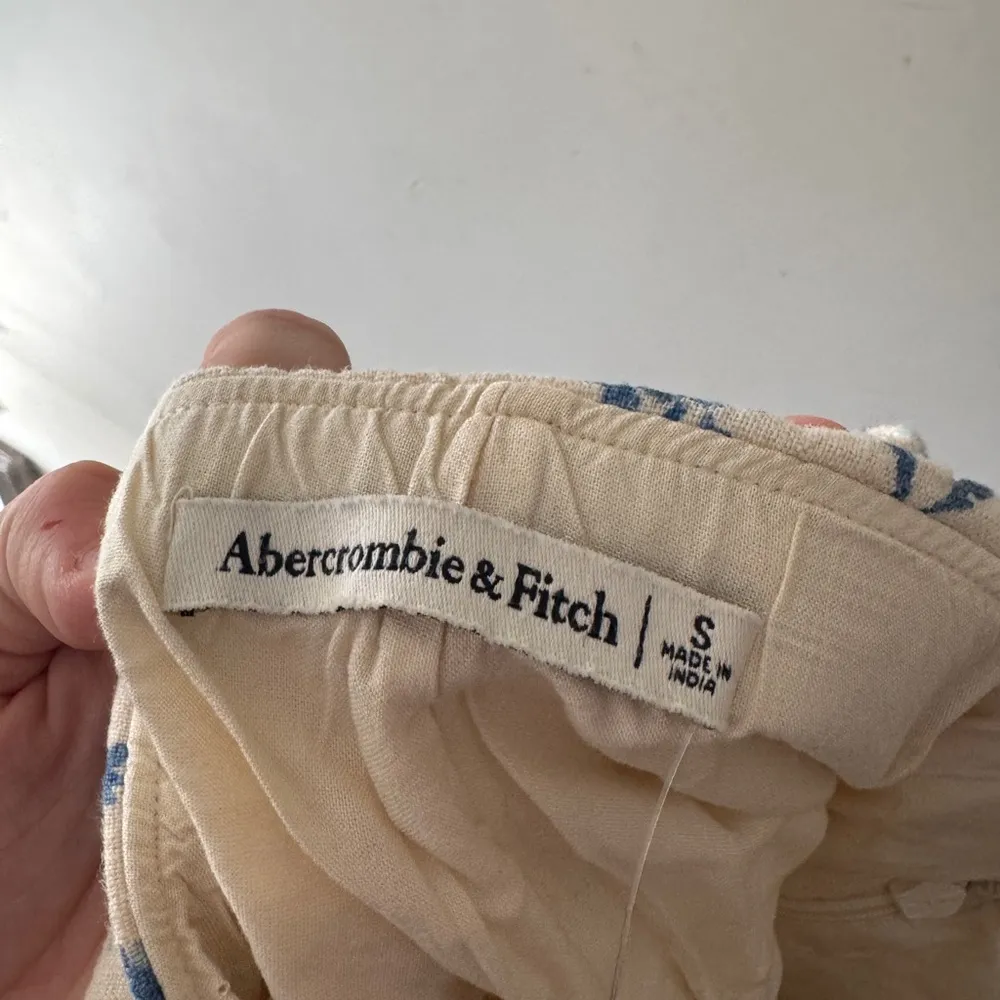 Abercrombie & Fitch | S
MADE IN
INDIA